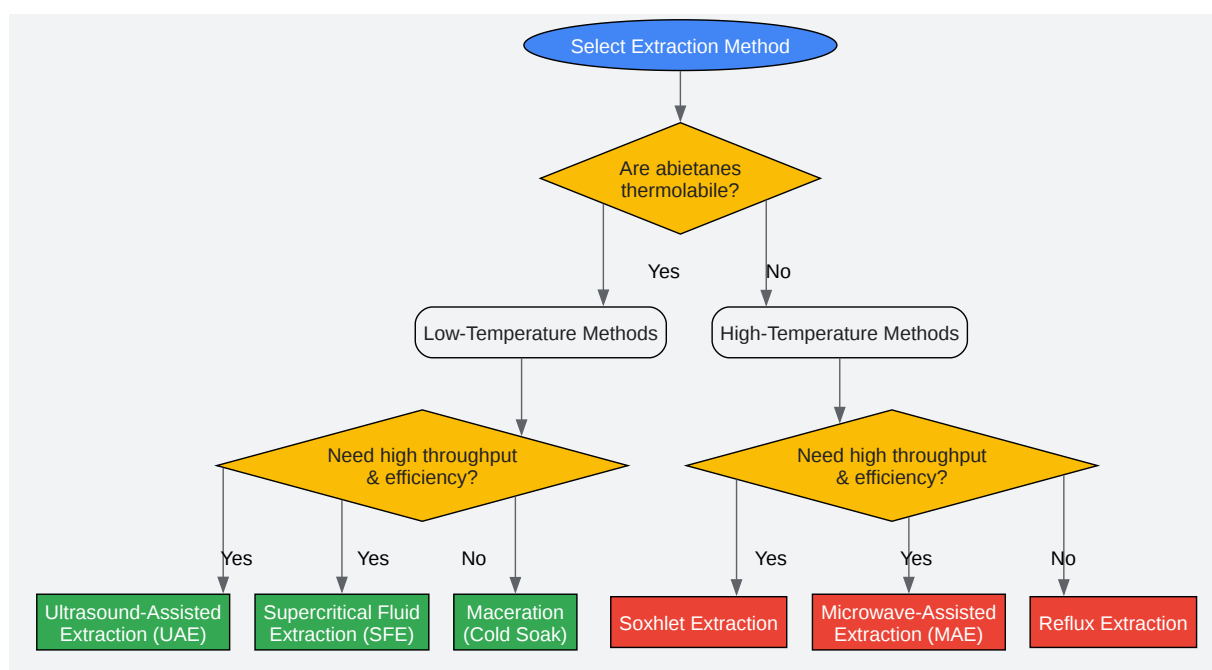 Select Extraction Method
Are abietanes
thermolabile?
Yes
No
Low-Temperature Methods
High-Temperature Methods
Need high throughput
& efficiency?
Need high throughput
& efficiency?
Yes
Yes
No
Yes
Yes
No
Ultrasound-Assisted
Extraction (UAE)
Supercritical Fluid
Extraction (SFE)
Maceration
(Cold Soak)
Soxhlet Extraction
Microwave-Assisted
Extraction (MAE)
Reflux Extraction